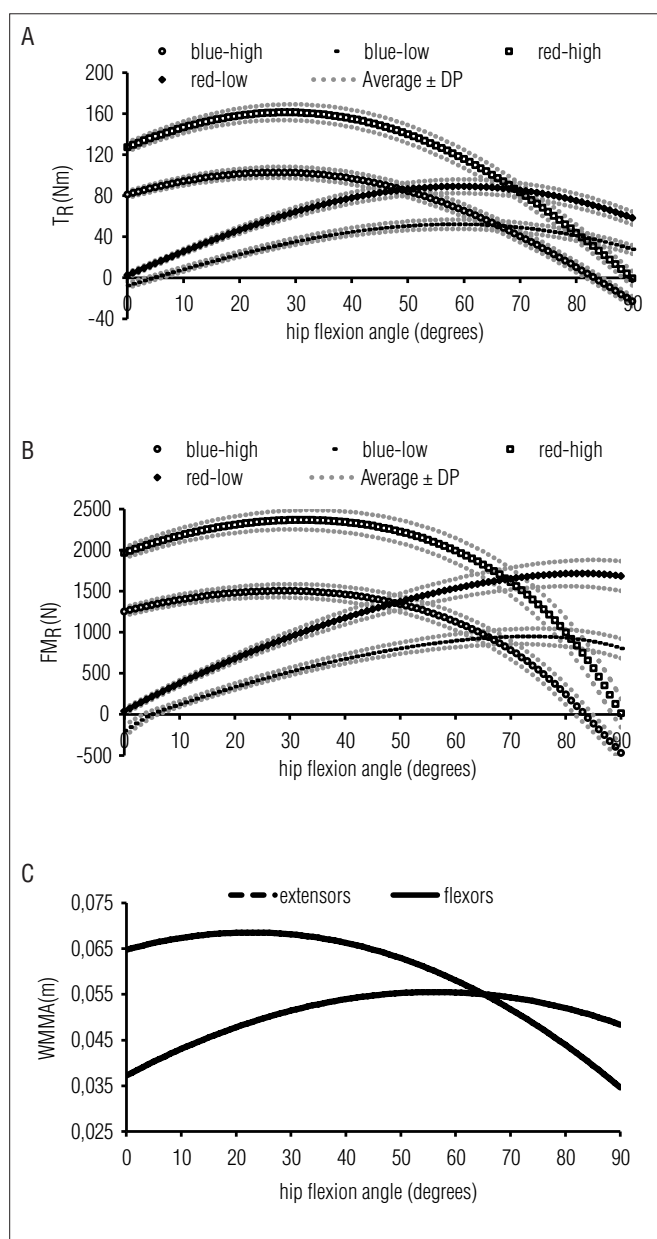 A
blue-high blue-low red-high
red-low Average ± DP
200
160
120
80
40
0
-40
TR(Nm)
0 10 20 30 40 50 60 70 80 90
hip flexion angle (degrees)
B
blue-high blue-low red-high
red-low Average ± DP
2500
2000
1500
1000
500
0
-500
FMR(N)
0 10 20 30 40 50 60 70 80 90
hip flexion angle (degrees)
C
extensors flexors
0,075
0,065
0,055
0,045
0,035
0,025
WMMA(m)
0 10 20 30 40 50 60 70 80 90
hip flexion angle (degrees)